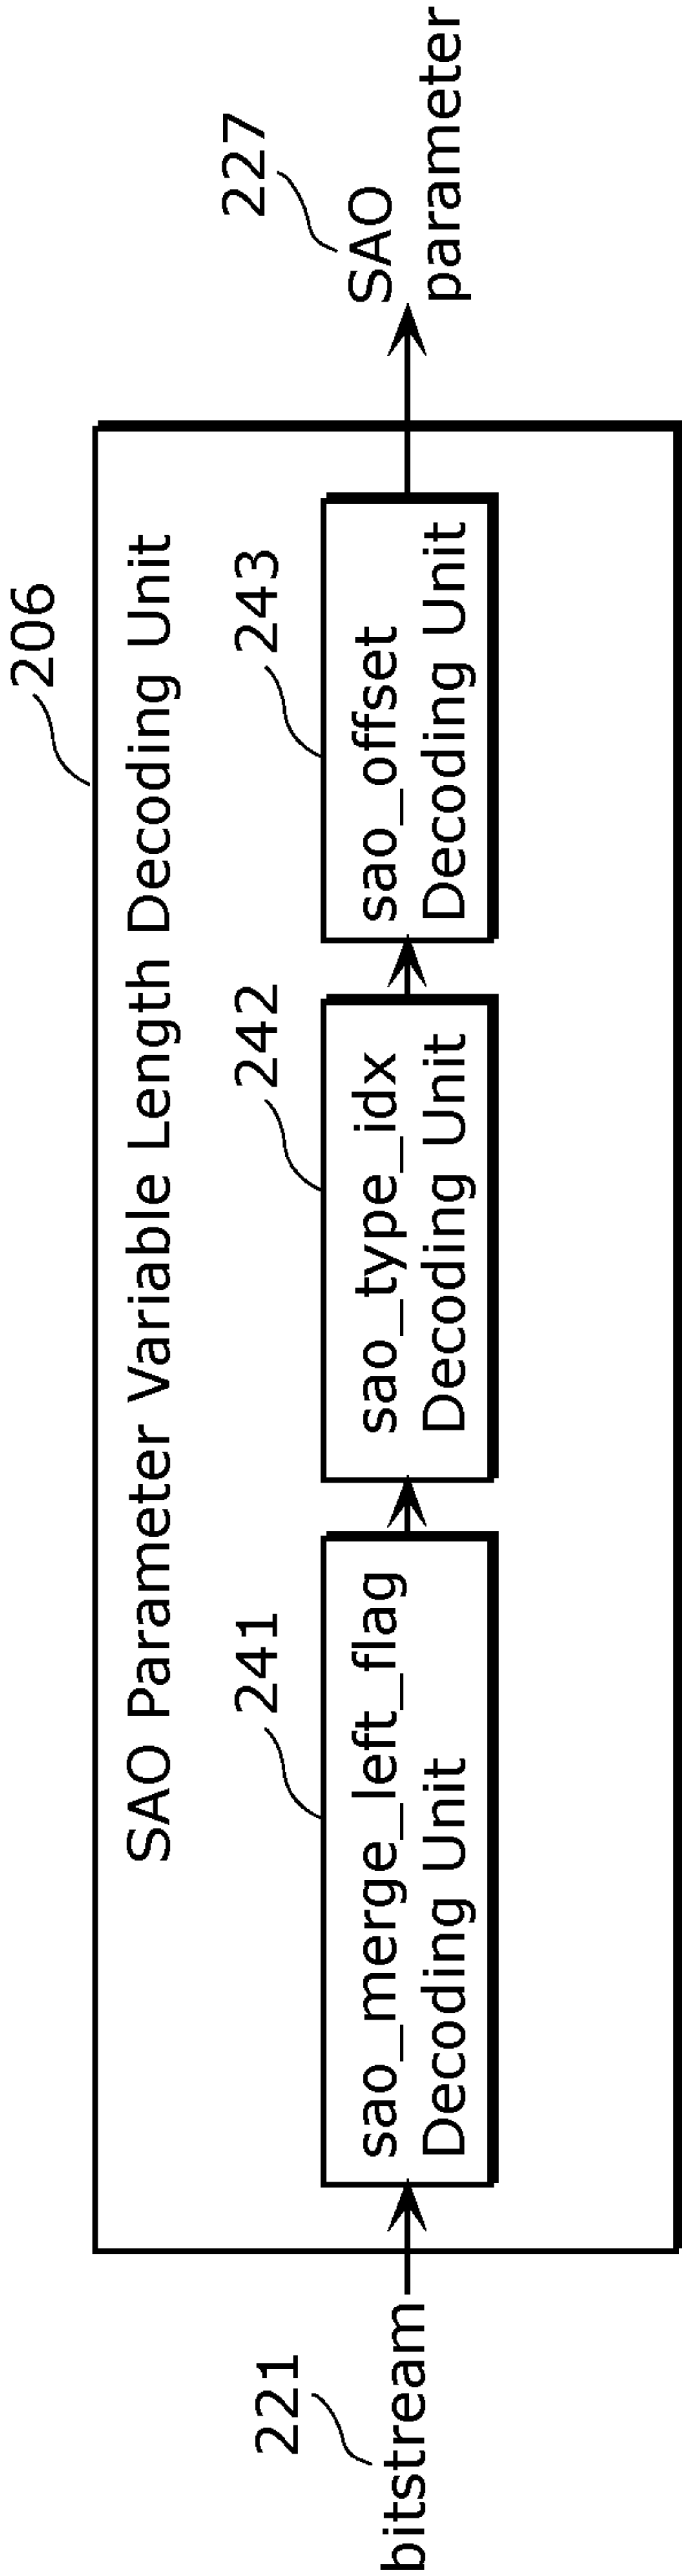 206
SAO Parameter Variable Length Decoding Unit
221
bitstream
241
sao_merge_left_flag
Decoding Unit
242
sao_type_idx
Decoding Unit
243
sao_offset
Decoding Unit
227
SAO
parameter